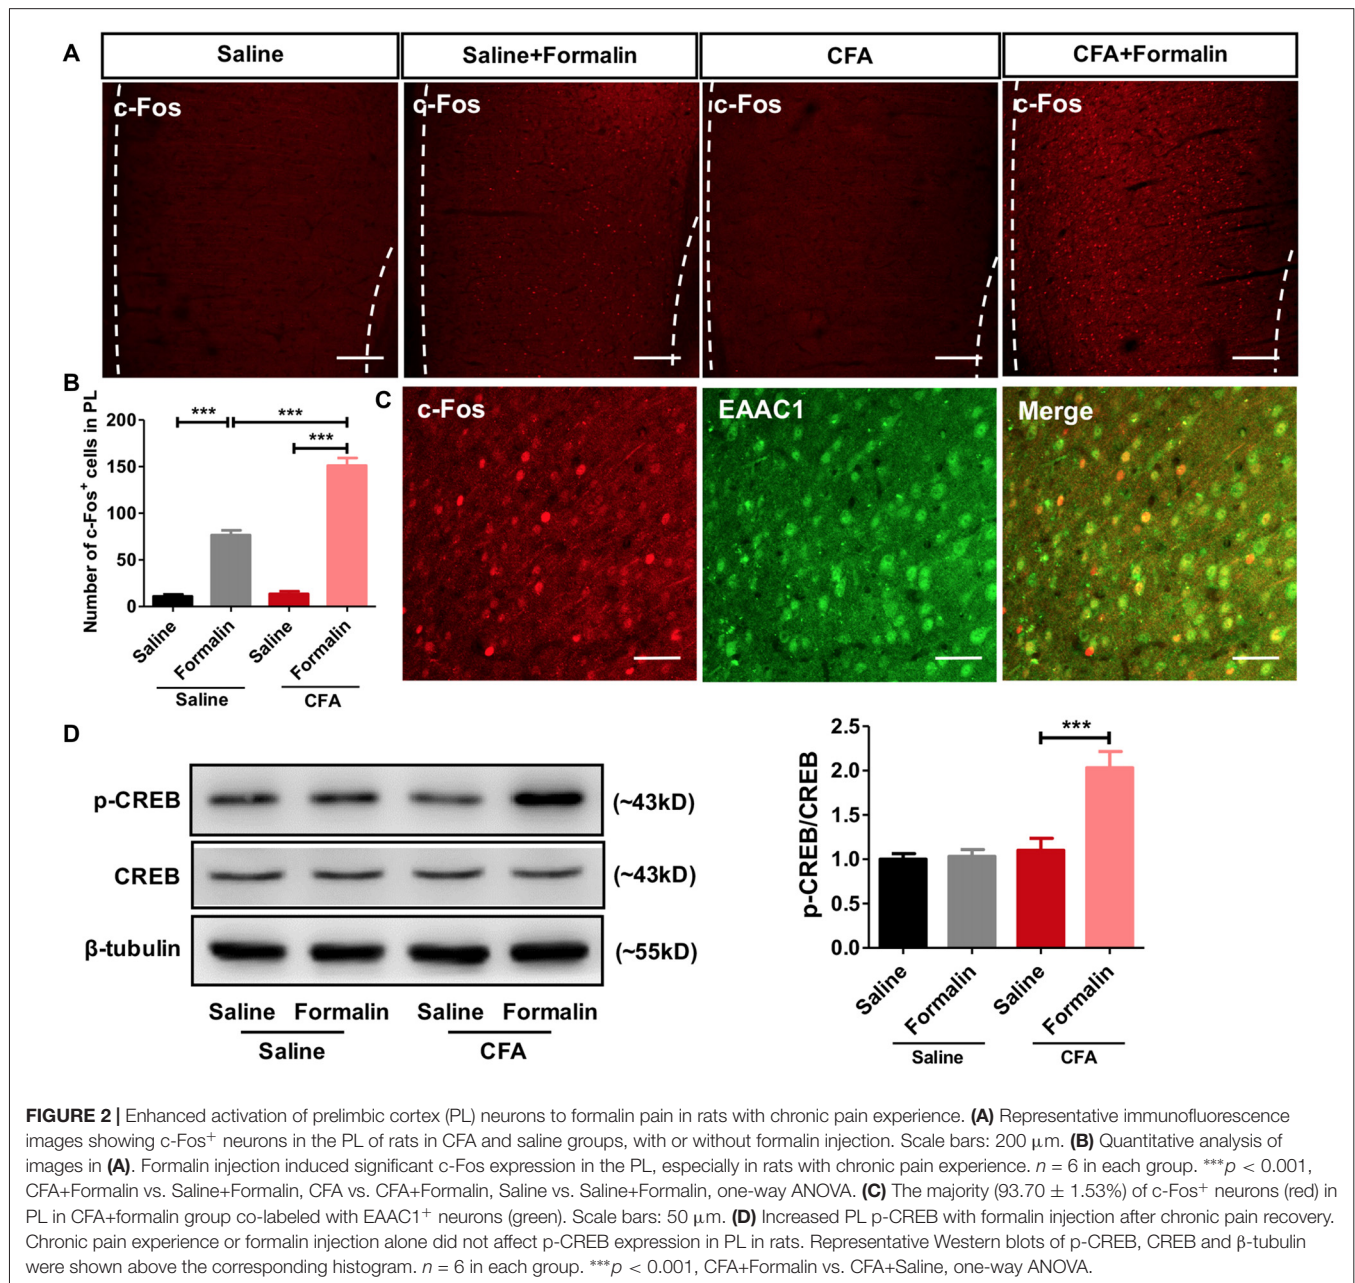 A
Saline
Saline+Formalin
CFA
CFA+Formalin
c-Fos
c-Fos
c-Fos
c-Fos
B
Number of c-Fos+ cells in PL
200
150
100
50
0
***
***
***
Saline
Formalin
Saline
Formalin
Saline
CFA
C
c-Fos
EAAC1
Merge
D
p-CREB
(~43kD)
CREB
(~43kD)
β-tubulin
(~55kD)
Saline Formalin Saline Formalin
Saline CFA
p-CREB/CREB
2.5
2.0
1.5
1.0
0.5
0.0
***
Saline
Formalin
Saline
Formalin
Saline
CFA
FIGURE 2 | Enhanced activation of prelimbic cortex (PL) neurons to formalin pain in rats with chronic pain experience. (A) Representative immunofluorescence
images showing c-Fos+ neurons in the PL of rats in CFA and saline groups, with or without formalin injection. Scale bars: 200 μm. (B) Quantitative analysis of
images in (A). Formalin injection induced significant c-Fos expression in the PL, especially in rats with chronic pain experience. n = 6 in each group. ***p < 0.001,
CFA+Formalin vs. Saline+Formalin, CFA vs. CFA+Formalin, Saline vs. Saline+Formalin, one-way ANOVA. (C) The majority (93.70 ± 1.53%) of c-Fos+ neurons (red) in
PL in CFA+formalin group co-labeled with EAAC1+ neurons (green). Scale bars: 50 μm. (D) Increased PL p-CREB with formalin injection after chronic pain recovery.
Chronic pain experience or formalin injection alone did not affect p-CREB expression in PL in rats. Representative Western blots of p-CREB, CREB and β-tubulin
were shown above the corresponding histogram. n = 6 in each group. ***p < 0.001, CFA+Formalin vs. CFA+Saline, one-way ANOVA.